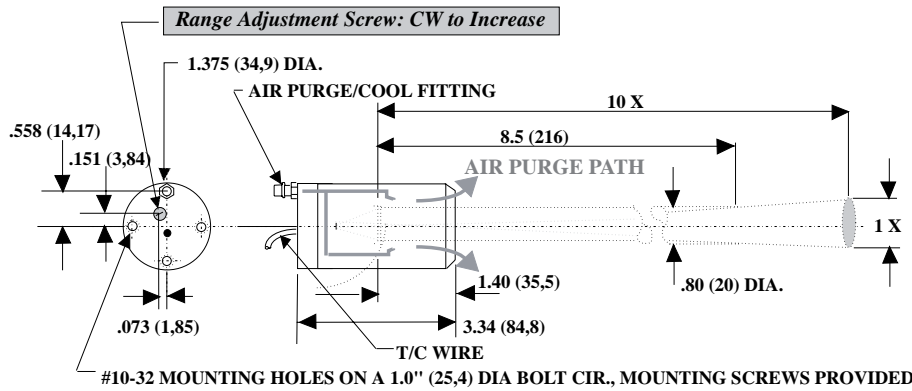 Range Adjustment Screw: CW to Increase
1.375 (34,9) DIA.
AIR PURGE/COOL FITTING
10 X
.558 (14,17)
8.5 (216)
.151 (3,84)
AIR PURGE PATH
1 X
1.40 (35,5)
.80 (20) DIA.
.073 (1,85)
3.34 (84,8)
T/C WIRE
#10-32 MOUNTING HOLES ON A 1.0" (25,4) DIA BOLT CIR., MOUNTING SCREWS PROVIDED